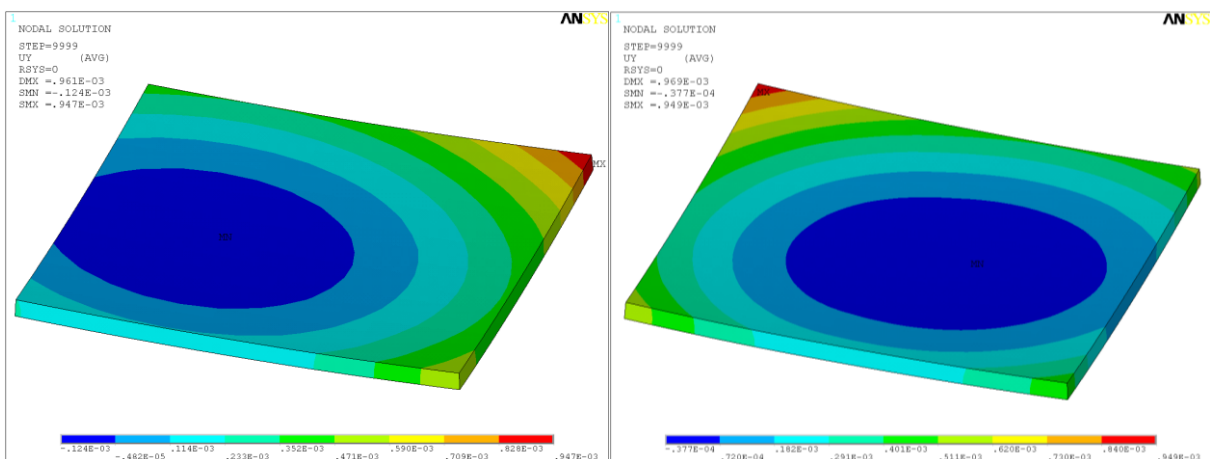 1
ANSYS
NODAL SOLUTION
STEP=9999
UY (AVG)
RSYS=0
DMX =.961E-03
SMN =-.124E-03
SMX =.947E-03
MX
MN
-.124E-03 .114E-03 .352E-03 .590E-03 .828E-03
-.482E-05 .233E-03 .471E-03 .709E-03 .947E-03
1
ANSYS
NODAL SOLUTION
STEP=9999
UY (AVG)
RSYS=0
DMX =.969E-03
SMN =-.377E-04
SMX =.949E-03
MX
MN
-.377E-04 .182E-03 .401E-03 .620E-03 .840E-03
.720E-04 .291E-03 .511E-03 .730E-03 .949E-03